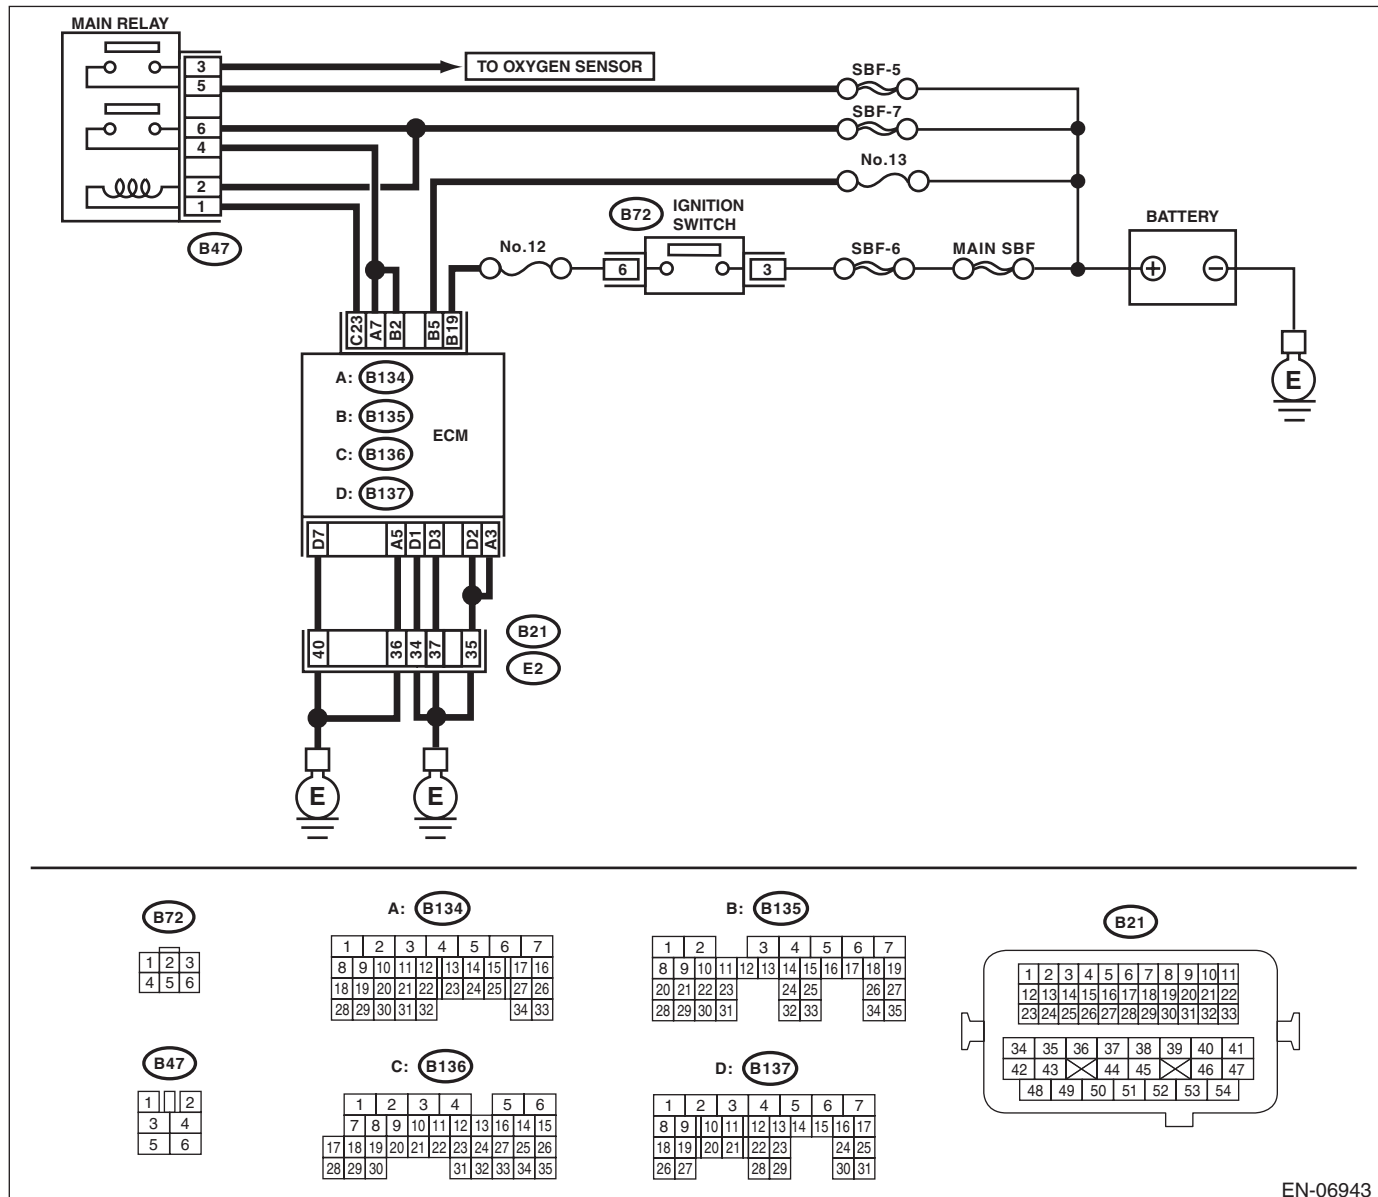 MAIN RELAY
3
TO OXYGEN SENSOR
5
SBF-5
6
SBF-7
4
No.13
2
1
B47
B72
IGNITION
SWITCH
BATTERY
No.12
6
3
SBF-6
MAIN SBF
+
−
C23
A7
B2
B5
B19
E
A: B134
B: B135
ECM
C: B136
D: B137
D7
A5
D1
D3
D2
A3
40
36
34
37
35
B21
E2
E
E
B72
1 2 3
4 5 6
A: B134
1 2 3 4 5 6 7
8 9 10 11 12 13 14 15 17 16
18 19 20 21 22 23 24 25 27 26
28 29 30 31 32 34 33
B: B135
1 2 3 4 5 6 7
8 9 10 11 12 13 14 15 16 17 18 19
20 21 22 23 24 25 26 27
28 29 30 31 32 33 34 35
B21
1 2 3 4 5 6 7 8 9 10 11
12 13 14 15 16 17 18 19 20 21 22
23 24 25 26 27 28 29 30 31 32 33
34 35 36 37 38 39 40 41
42 43 44 45 46 47
48 49 50 51 52 53 54
B47
1 2
3 4
5 6
C: B136
1 2 3 4 5 6
7 8 9 10 11 12 13 16 14 15
17 18 19 20 21 22 23 24 27 25 26
28 29 30 31 32 33 34 35
D: B137
1 2 3 4 5 6 7
8 9 10 11 12 13 14 15 16 17
18 19 20 21 22 23 24 25
26 27 28 29 30 31
EN-06943